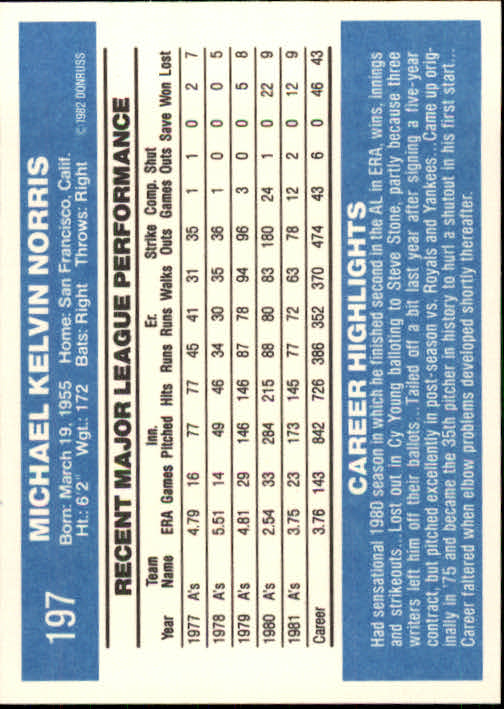 197
MICHAEL KELVIN NORRIS
Born: March 19, 1955 Home: San Francisco, Calif.
Ht.: 6'2" Wgt.: 172 Bats: Right Throws: Right
©1982 DONRUSS
RECENT MAJOR LEAGUE PERFORMANCE
Team Inn. Er. Strike Comp. Shut
Year Name ERA Games Pitched Hits Runs Runs Walks Outs Games Outs Save Won Lost
1977 A's 4.79 16 77 77 45 41 31 35 1 1 0 2 7
1978 A's 5.51 14 49 46 34 30 35 36 1 0 0 0 5
1979 A's 4.81 29 146 146 87 78 94 96 3 0 0 5 8
1980 A's 2.54 33 284 215 88 80 83 180 24 1 0 22 9
1981 A's 3.75 23 173 145 77 72 63 78 12 2 0 12 9
Career 3.76 143 842 726 386 352 370 474 43 6 0 46 43
CAREER HIGHLIGHTS
Had sensational 1980 season in which he finished second in the AL in ERA, wins, innings
and strikeouts...Lost out in Cy Young balloting to Steve Stone, partly because three
writers left him off their ballots...Tailed off a bit last year after signing a five-year
contract, but pitched excellently in post-season vs. Royals and Yankees...Came up orig-
inally in '75 and became the 35th pitcher in history to hurl a shutout in his first start...
Career faltered when elbow problems developed shortly thereafter.